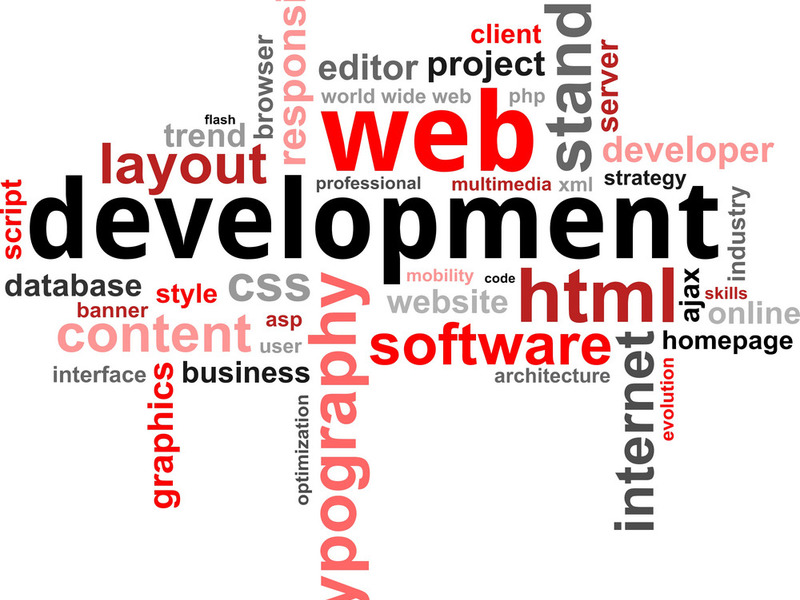 client
stand
responsi
browser
editor
project
server
world wide web
php
flash
trend
web
developer
layout
professional
multimedia
xml
strategy
script
development
industry
database
style
css
mobility
code
html
ajax
skills
banner
website
online
content
asp
user
software
internet
homepage
interface
graphics
business
ypography
architecture
evolution
optimization